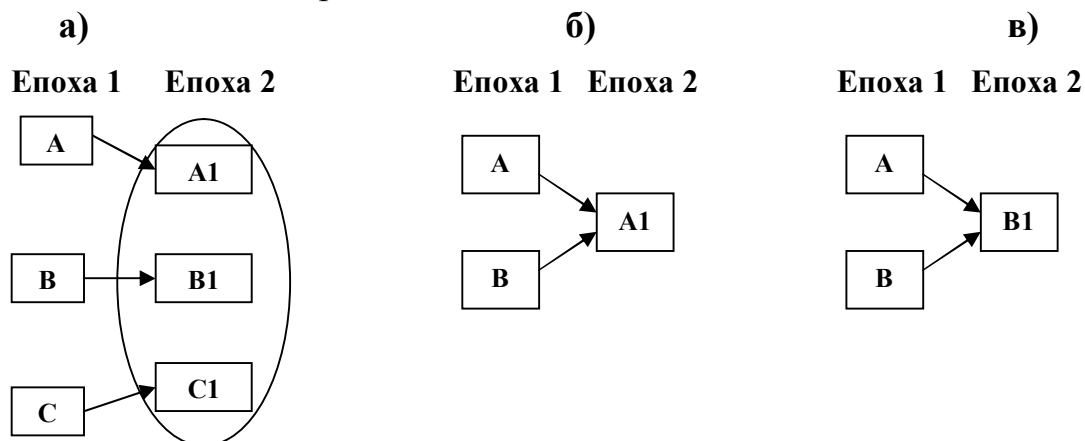 а) б) в)
Епоха 1 Епоха 2 Епоха 1 Епоха 2 Епоха 1 Епоха 2
A A1 A B1 A
B B1 A1 B B
C C1